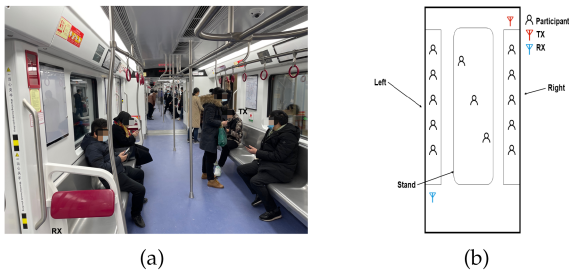 TX
RX
(a)
Participant
TX
RX
Left
Right
Stand
(b)